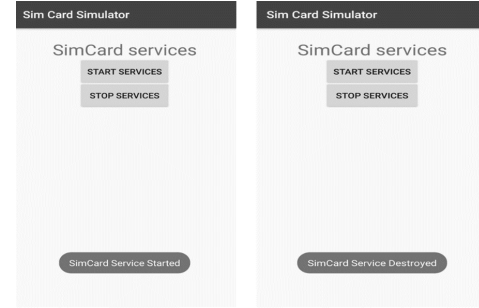 Sim Card Simulator
SimCard services
START SERVICES
STOP SERVICES
SimCard Service Started
Sim Card Simulator
SimCard services
START SERVICES
STOP SERVICES
SimCard Service Destroyed